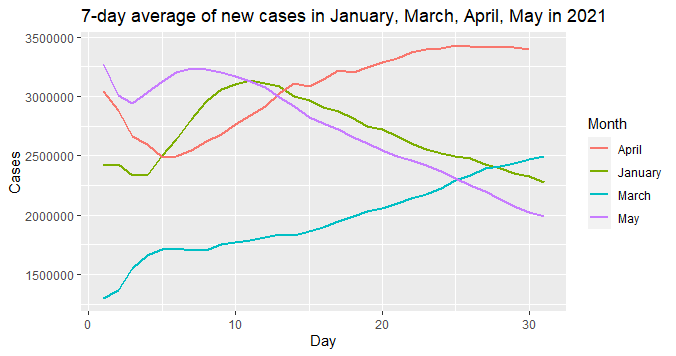 7-day average of new cases in January, March, April, May in 2021
3500000
3000000
2500000
2000000
1500000
Cases
0
10
20
30
Day
Month
April
January
March
May